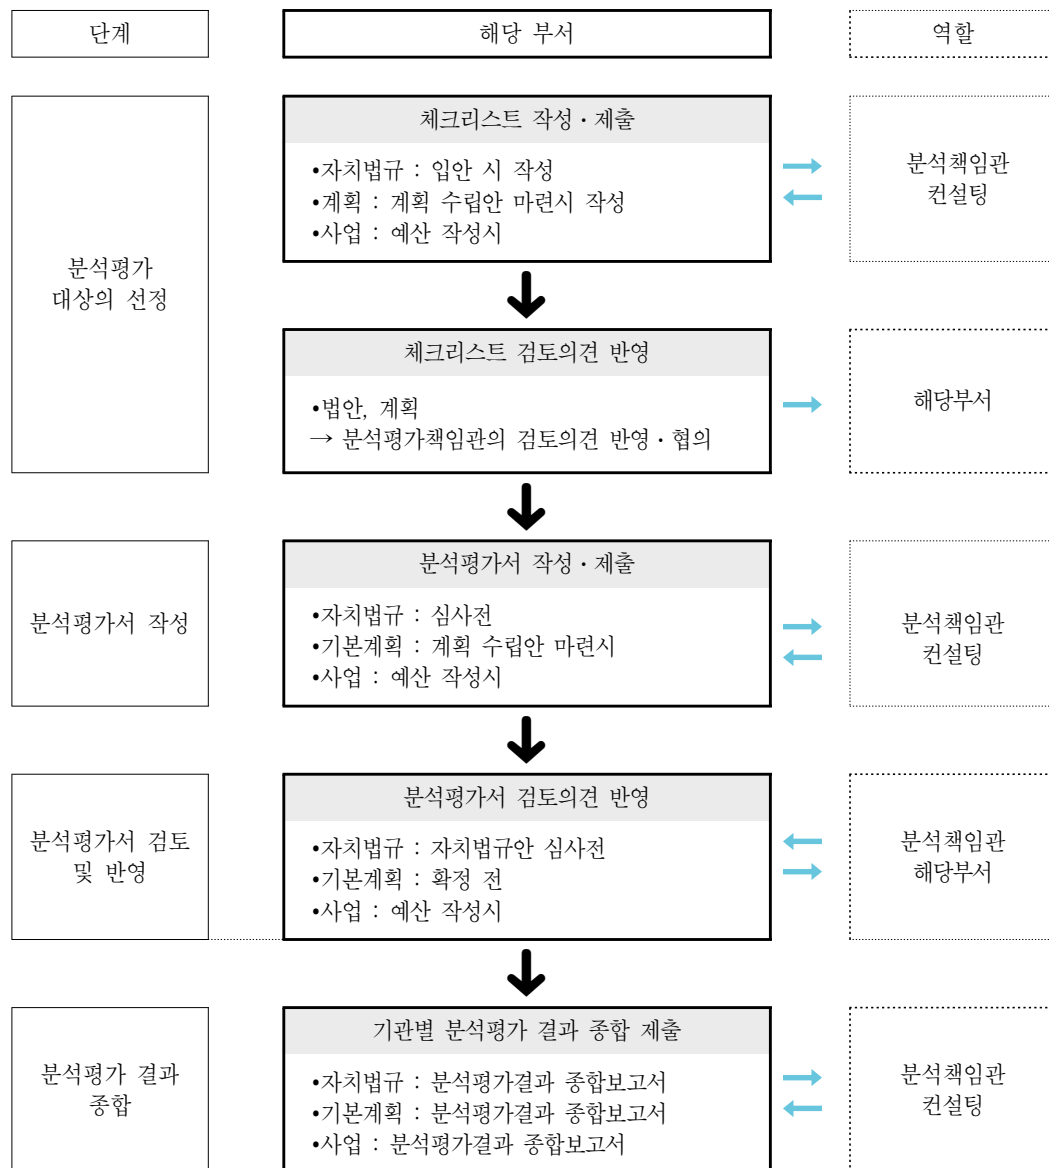 단계
해당 부서
역할
분석평가
대상의 선정
체크리스트 작성・제출
•자치법규 : 입안 시 작성
•계획 : 계획 수립안 마련시 작성
•사업 : 예산 작성시
분석책임관
컨설팅
체크리스트 검토의견 반영
•법안, 계획
→ 분석평가책임관의 검토의견 반영・협의
해당부서
분석평가서 작성
분석평가서 작성・제출
•자치법규 : 심사전
•기본계획 : 계획 수립안 마련시
•사업 : 예산 작성시
분석책임관
컨설팅
분석평가서 검토
및 반영
분석평가서 검토의견 반영
•자치법규 : 자치법규안 심사전
•기본계획 : 확정 전
•사업 : 예산 작성시
분석책임관
해당부서
분석평가 결과
종합
기관별 분석평가 결과 종합 제출
•자치법규 : 분석평가결과 종합보고서
•기본계획 : 분석평가결과 종합보고서
•사업 : 분석평가결과 종합보고서
분석책임관
컨설팅